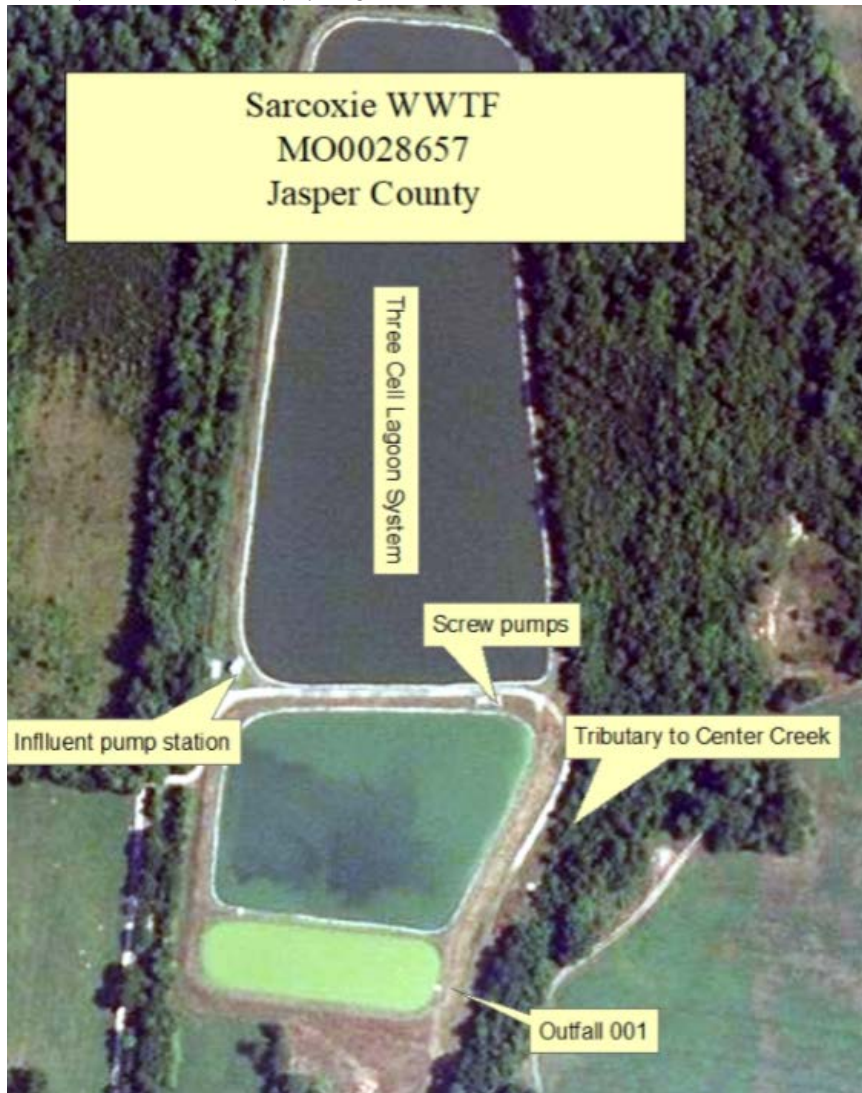 Sarcoxie WWTF
MO0028657
Jasper County
Three Cell Lagoon System
Screw pumps
Inflluent pump station
Tributary to Center Creek
Outfall 001